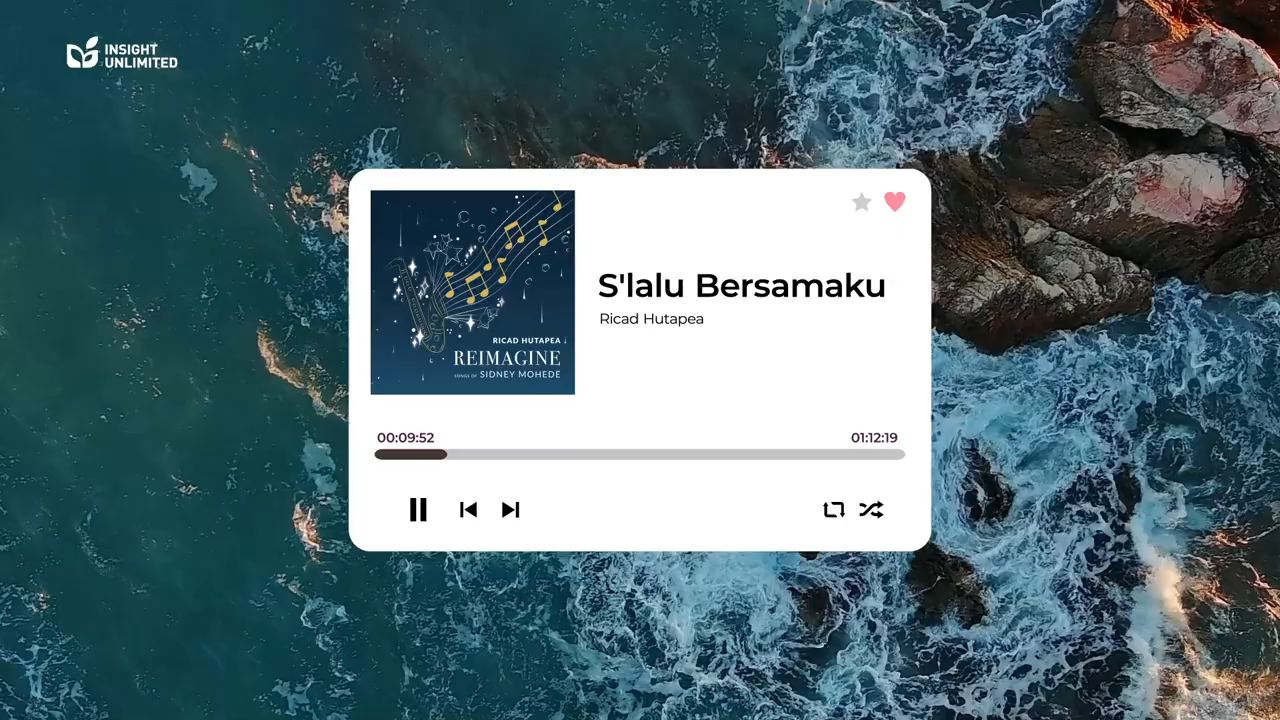 INSIGHT
UNLIMITED
S'lalu Bersamaku
Ricad Hutapea
RICAD HUTAPEA
REIMAGINE
SONGS OF SIDNEY MOHEDE
00:09:52
01:12:19